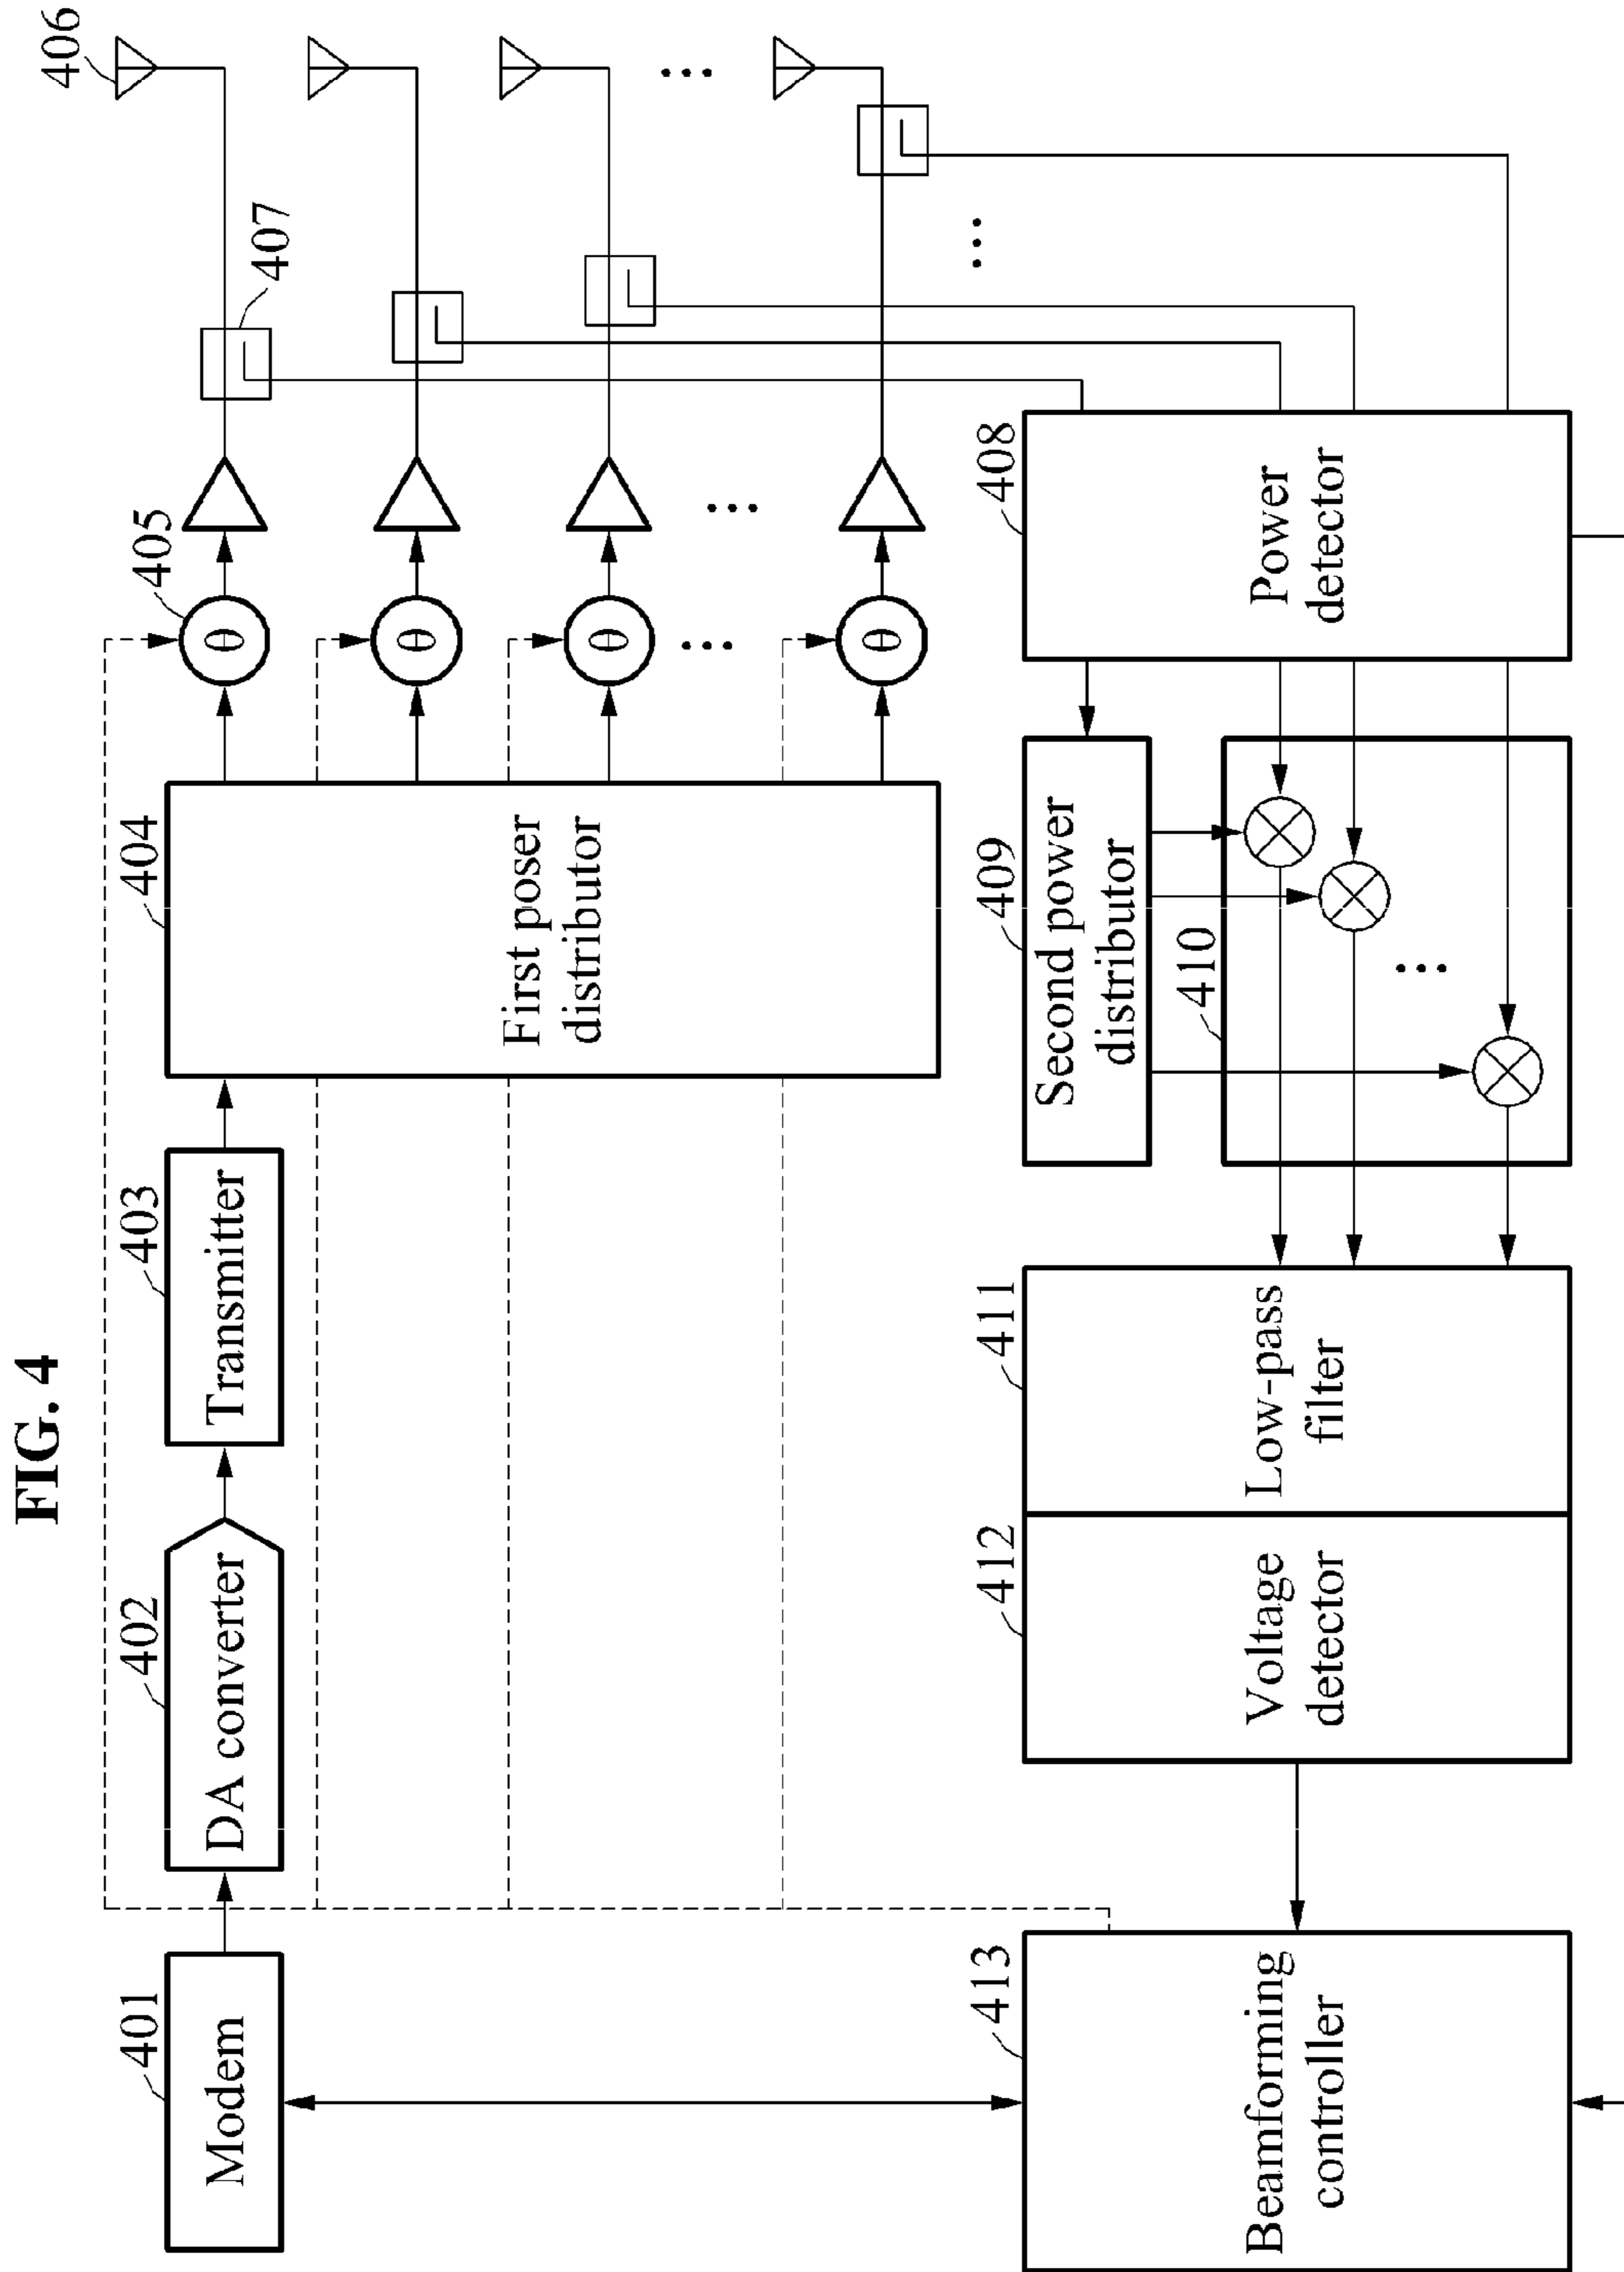 FIG. 4
401
Modem
402
DA converter
403
Transmitter
404
First poser
distributor
405
θ
θ
θ
θ
...
...
406
...
407
...
408
Power
detector
409
Second power
distributor
410
...
411
Low-pass
filter
412
Voltage
detector
413
Beamforming
controller